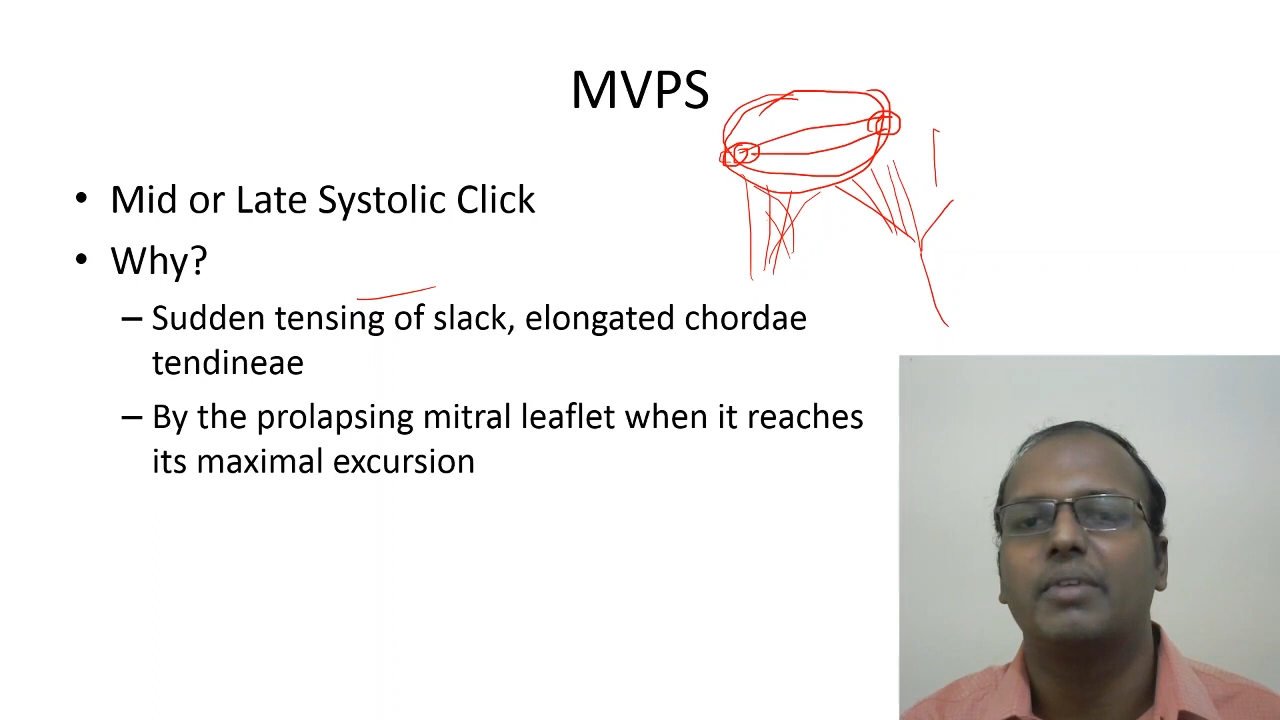 MVPS
• Mid or Late Systolic Click
• Why?
– Sudden tensing of slack, elongated chordae
tendineae
– By the prolapsing mitral leaflet when it reaches
its maximal excursion